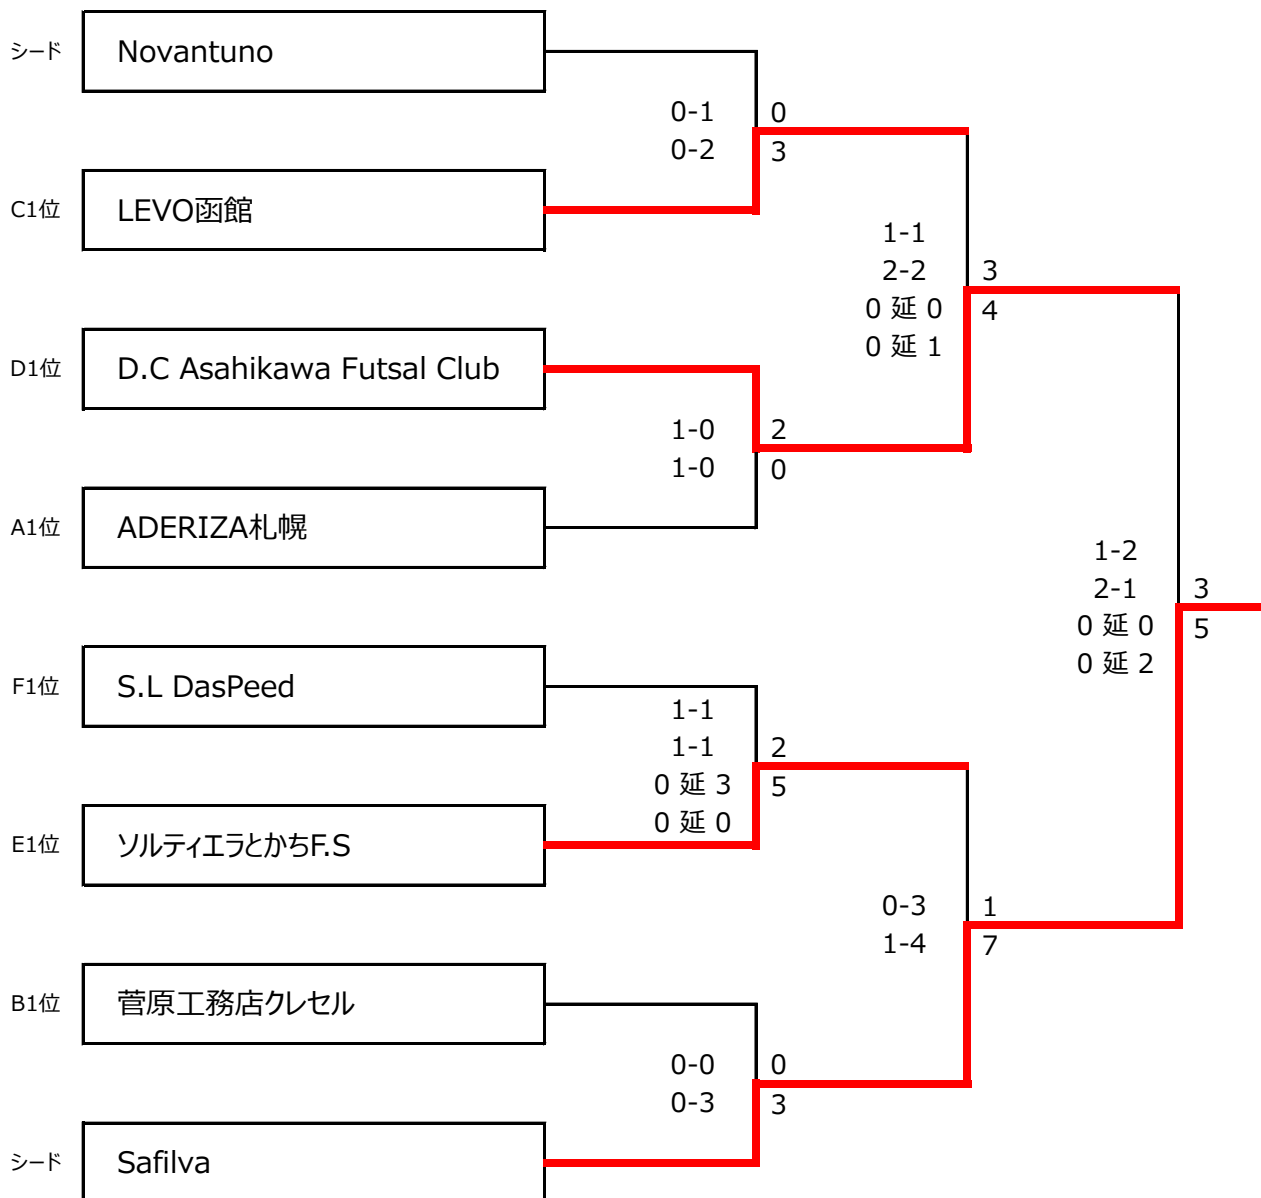 シード
Novantuno
0-1
0
0-2
3
C1位
LEVO函館
1-1
2-2
3
0 延 0
4
0 延 1
D1位
D.C Asahikawa Futsal Club
1-0
2
1-0
0
A1位
ADERIZA札幌
1-2
2-1
3
0 延 0
5
0 延 2
F1位
S.L DasPeed
1-1
1-1
2
0 延 3
5
0 延 0
E1位
ソルティエラとかちF.S
0-3
1
1-4
7
B1位
菅原工務店クレセル
0-0
0
0-3
3
シード
Safilva